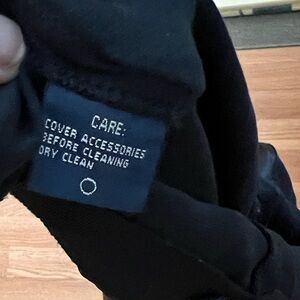 CARE:
COVER ACCESSORIES
BEFORE CLEANING
DRY CLEAN